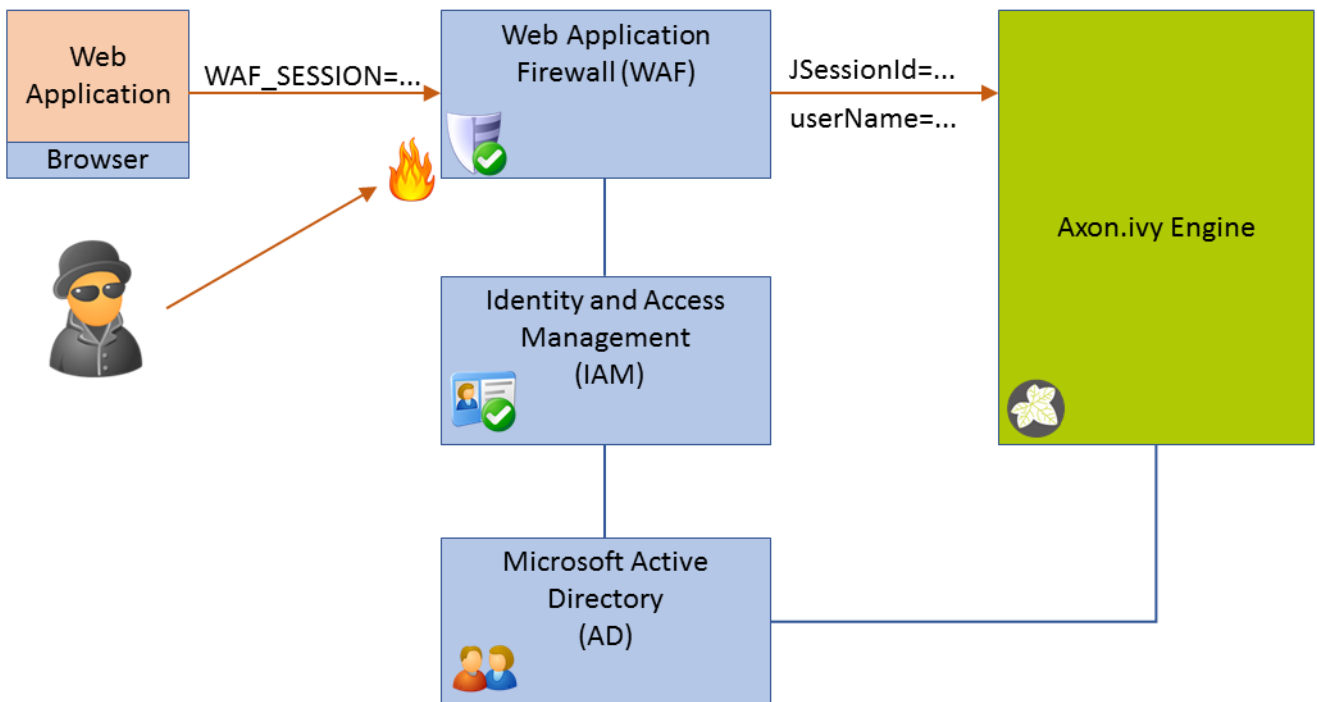 Web
Application
Browser
WAF_SESSION=...
Web Application
Firewall (WAF)
JSessionId=...
userName=...
Axon.ivy Engine
Identity and Access
Management
(IAM)
Microsoft Active
Directory
(AD)